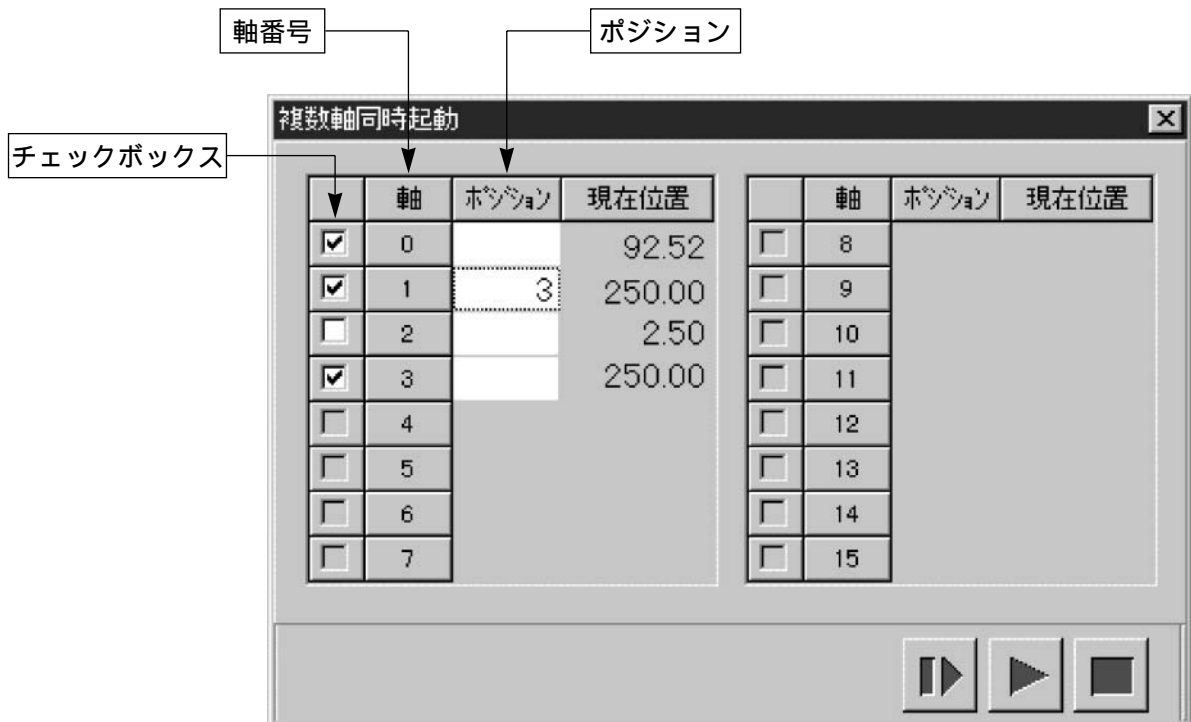 軸番号 ポジション
複数軸同時起動
チェックボックス
軸 ポジション 現在位置 軸 ポジション 現在位置
0 92.52 8
1 3 250.00 9
2 2.50 10
3 250.00 11
4 12
5 13
6 14
7 15